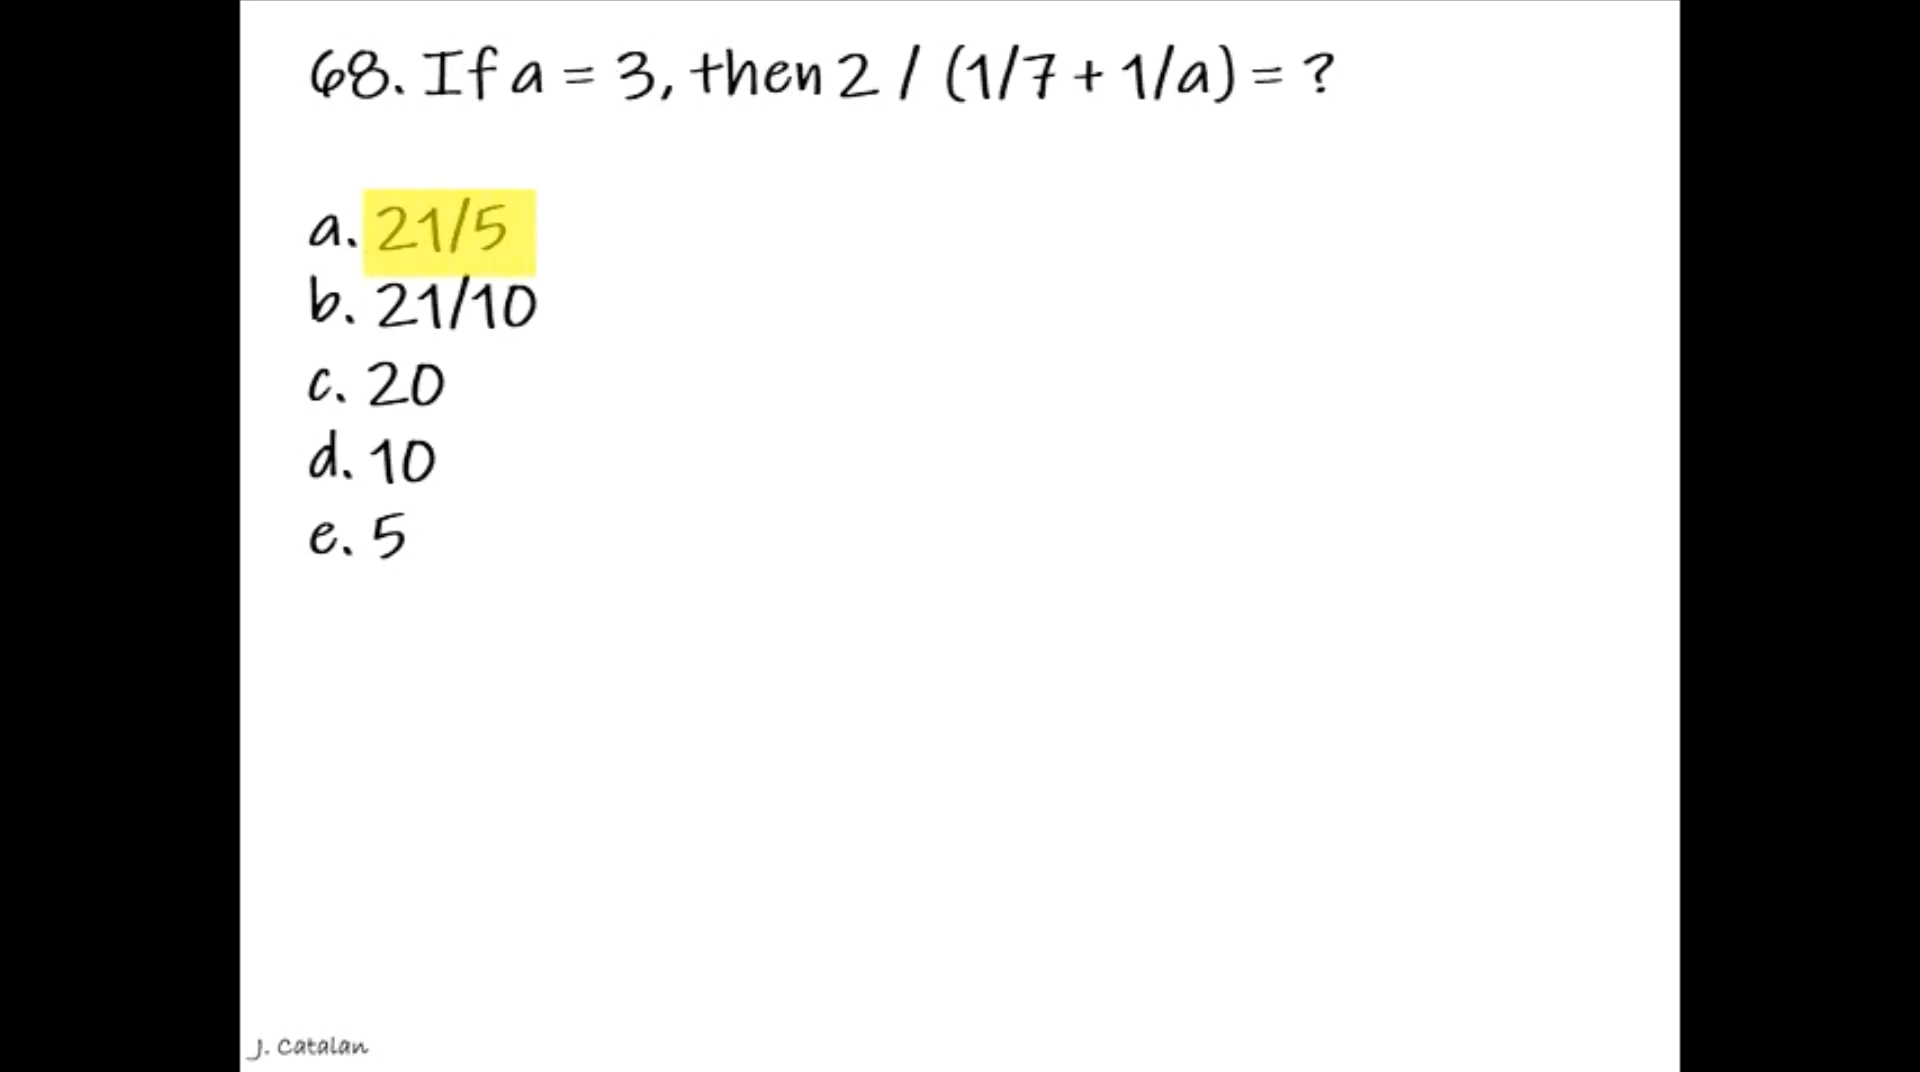 68. If a = 3, then 2 / (1/7 + 1/a) = ?
a. 21/5
b. 21/10
c. 20
d. 10
e. 5
J. Catalan